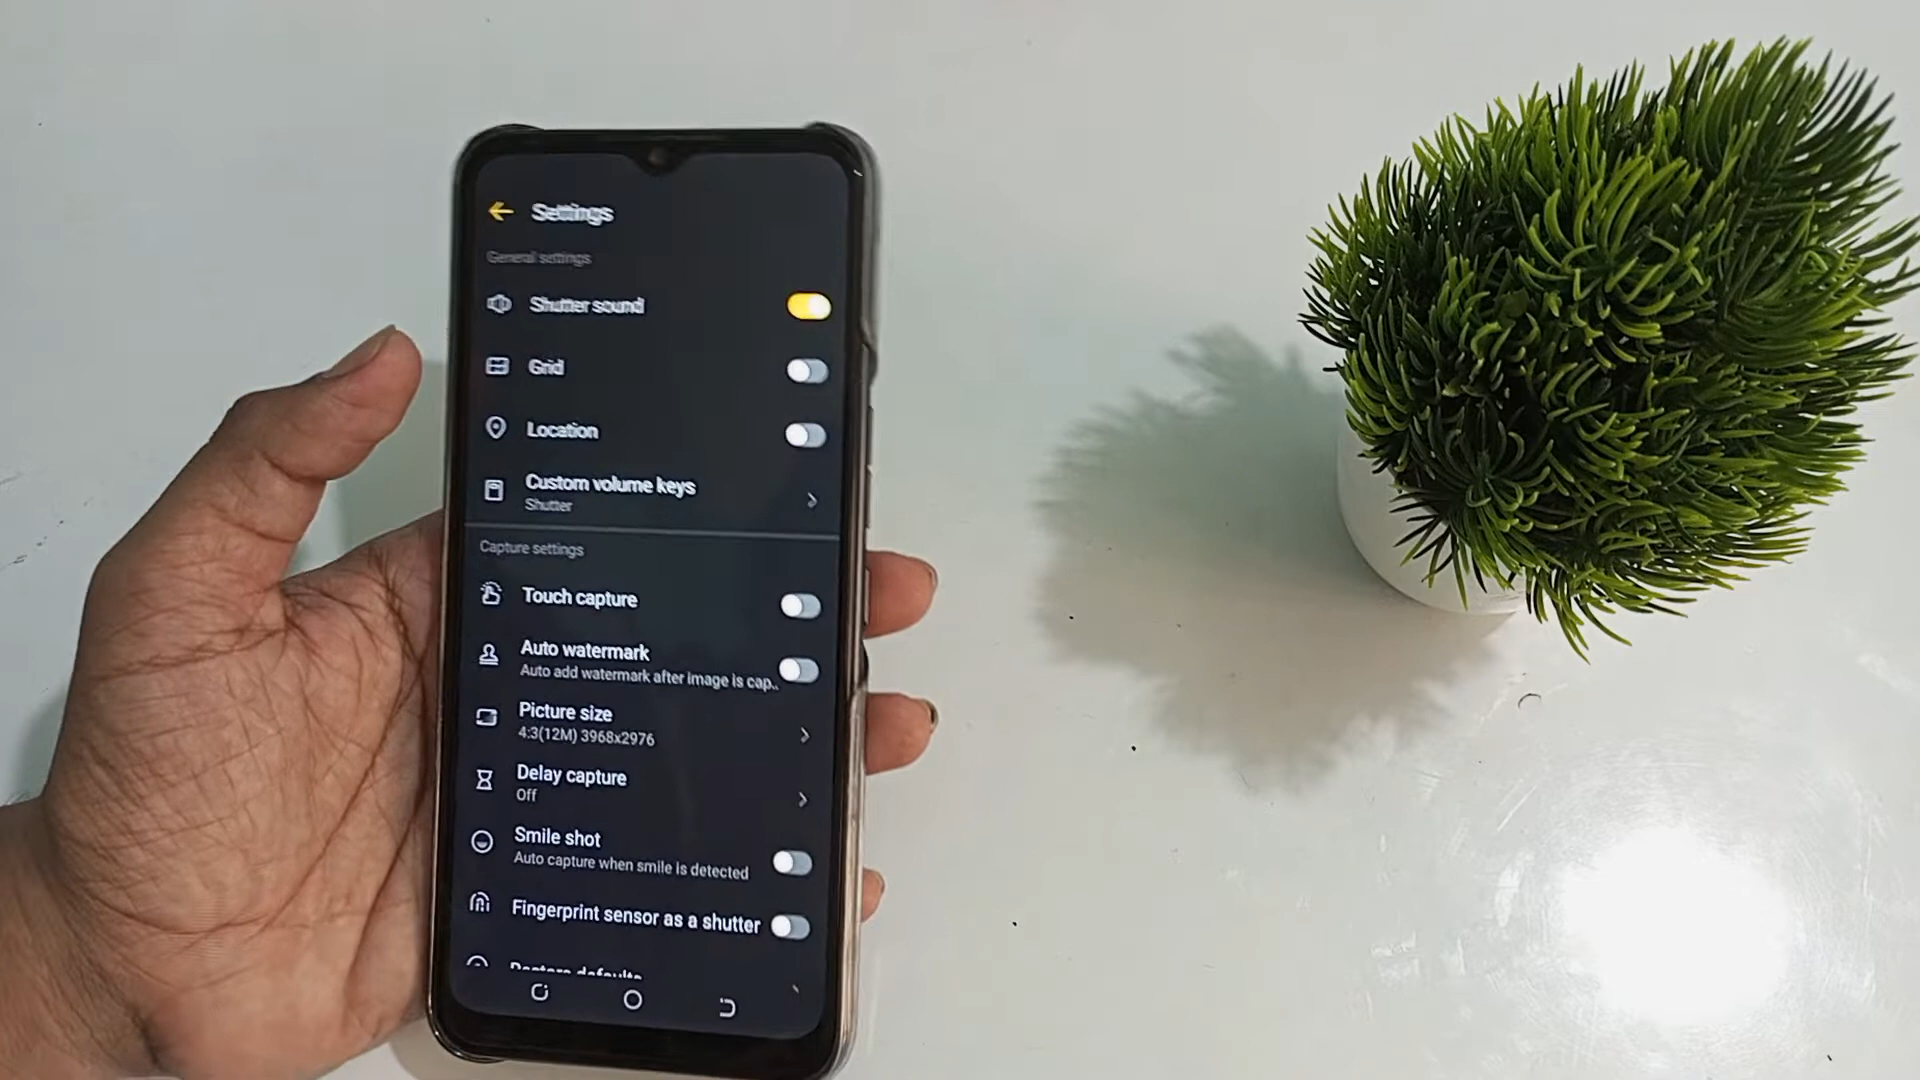 Settings
General settings
Shutter sound
Grid
Location
Custom volume keys
Shutter
Capture settings
Touch capture
Auto watermark
Auto add watermark after image is cap..
Picture size
4:3(12M) 3968x2976
Delay capture
Off
Smile shot
Auto capture when smile is detected
Fingerprint sensor as a shutter
Restore defaults